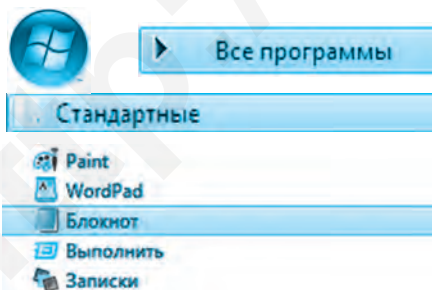 Все программы
Стандартные
Paint
WordPad
Блокнот
Выполнить
Записки